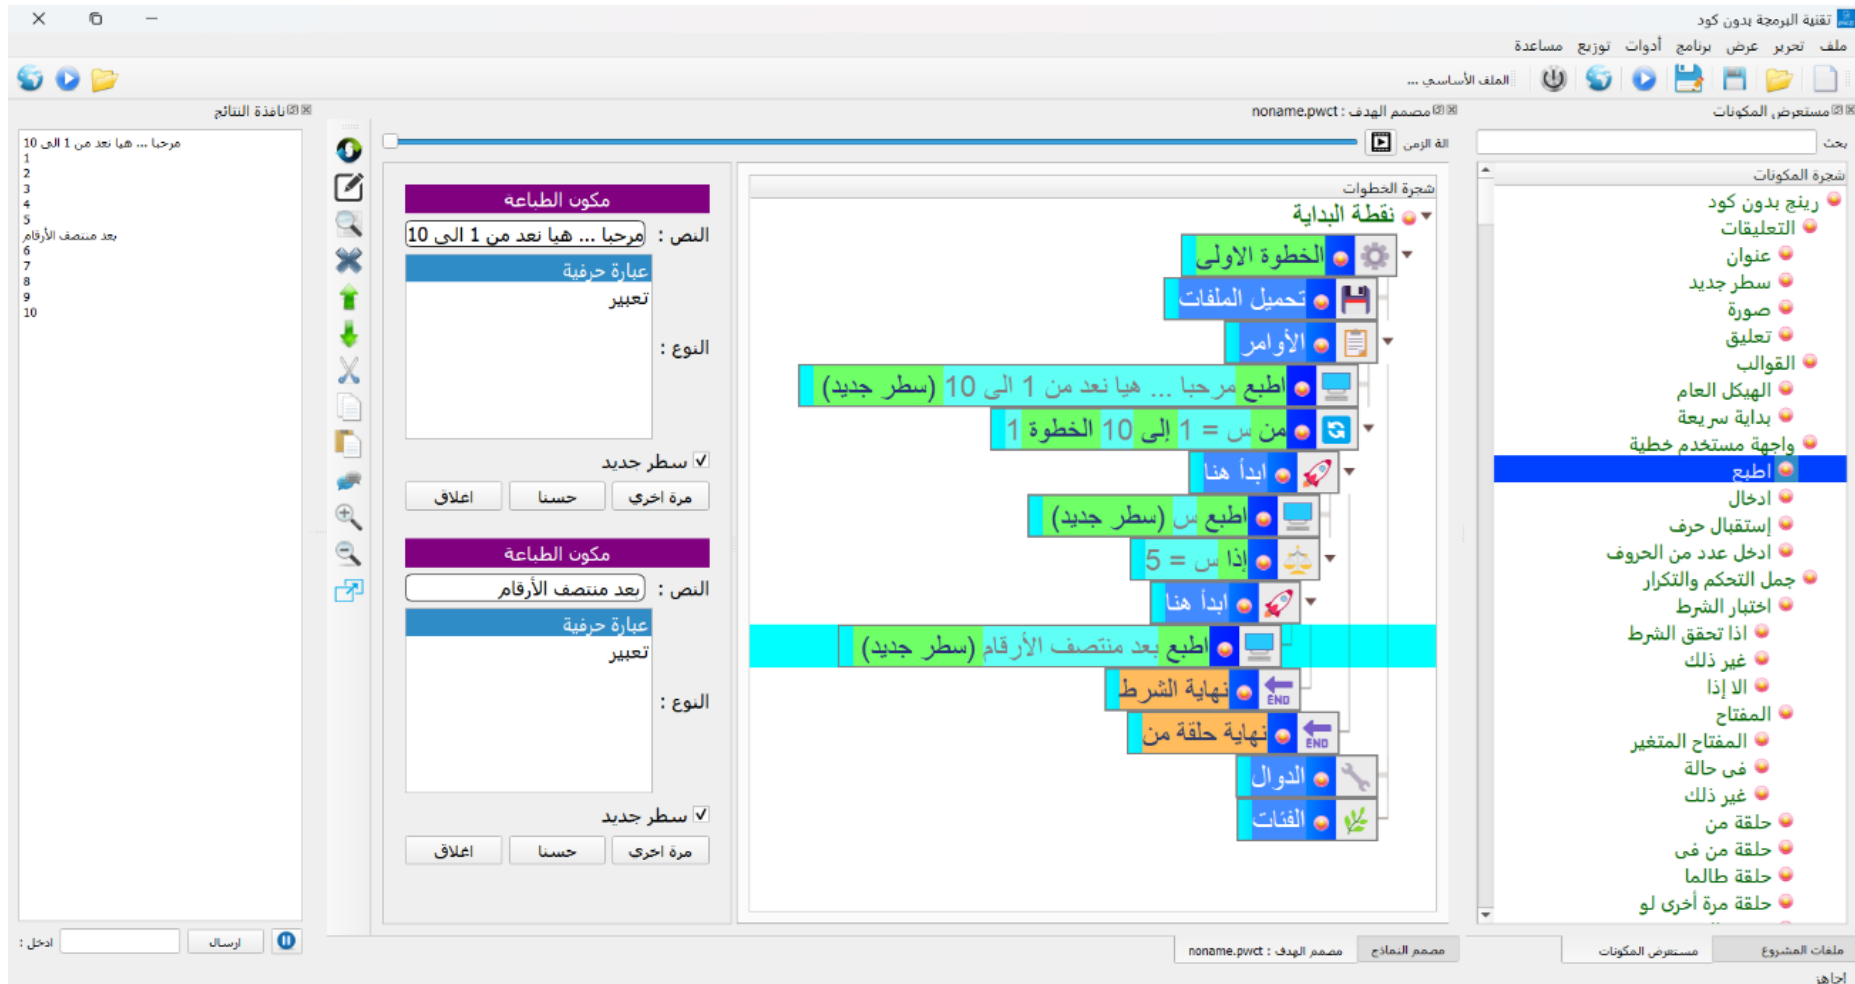 تقنية البرمجة بدون كود
ملف تحرير عرض برنامج أدوات توزيع مساعدة
الملف الأساسي ...
مستعرض المكونات
بحث
شجرة المكونات
رينج بدون كود
التعليقات
عنوان
سطر جديد
صورة
تعليق
القوالب
الهيكل العام
بداية سريعة
واجهة مستخدم خطية
اطبع
ادخال
إستقبال حرف
ادخل عدد من الحروف
جمل التحكم والتكرار
اختبار الشرط
اذا تحقق الشرط
غير ذلك
الا إذا
المفتاح
المفتاح المتغير
فى حالة
غير ذلك
حلقة من
حلقة من فى
حلقة طالما
حلقة مرة أخرى لو
ملفات المشروع
مستعرض المكونات
مصمم الهدف : noname.pwct
الة الزمن
شجرة الخطوات
نقطة البداية
الخطوة الاولى
تحميل الملفات
الأوامر
اطبع مرحبا ... هيا نعد من 1 الى 10 (سطر جديد)
من س = 1 إلى 10 الخطوة 1
ابدأ هنا
اطبع س (سطر جديد)
إذا س = 5
ابدأ هنا
اطبع بعد منتصف الأرقام (سطر جديد)
نهاية الشرط
نهاية حلقة من
الدوال
الفئات
مصمم النماذج
مصمم الهدف : noname.pwct
مكون الطباعة
النص : مرحبا ... هيا نعد من 1 الى 10
عبارة حرفية
تعبير
النوع :
سطر جديد
مرة اخري حسنا اغلاق
مكون الطباعة
النص : بعد منتصف الأرقام
عبارة حرفية
تعبير
النوع :
سطر جديد
مرة اخري حسنا اغلاق
END
END
نافذة النتائج
مرحبا ... هيا نعد من 1 الى 10
1
2
3
4
5
بعد منتصف الأرقام
6
7
8
9
10
ادخل :
ارسال